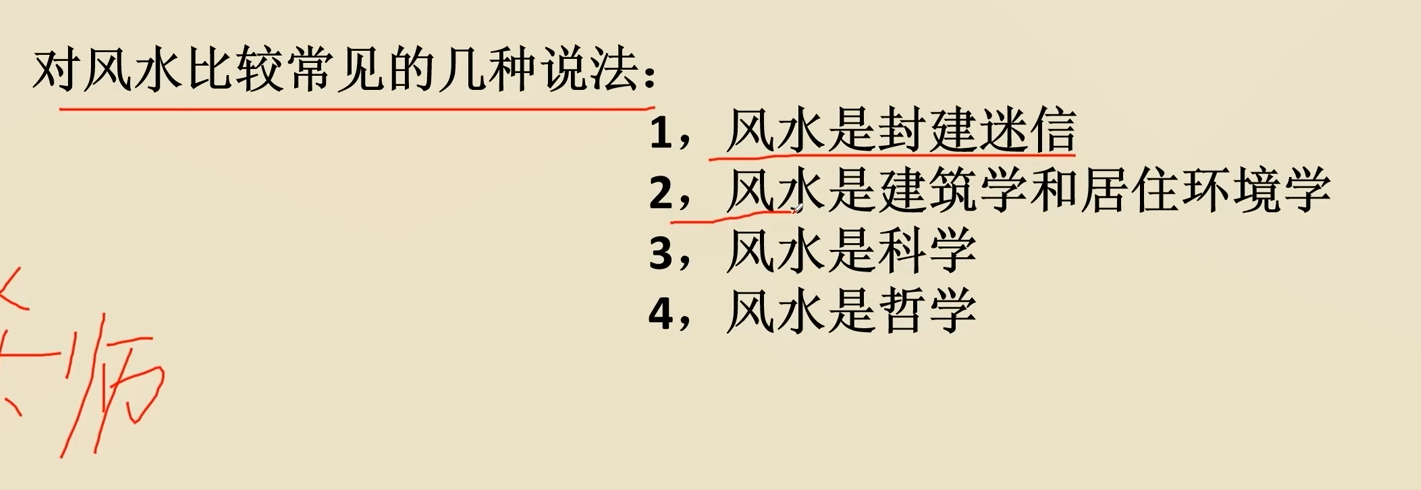 对风水比较常见的几种说法：
1，风水是封建迷信
2，风水是建筑学和居住环境学
3，风水是科学
4，风水是哲学
师